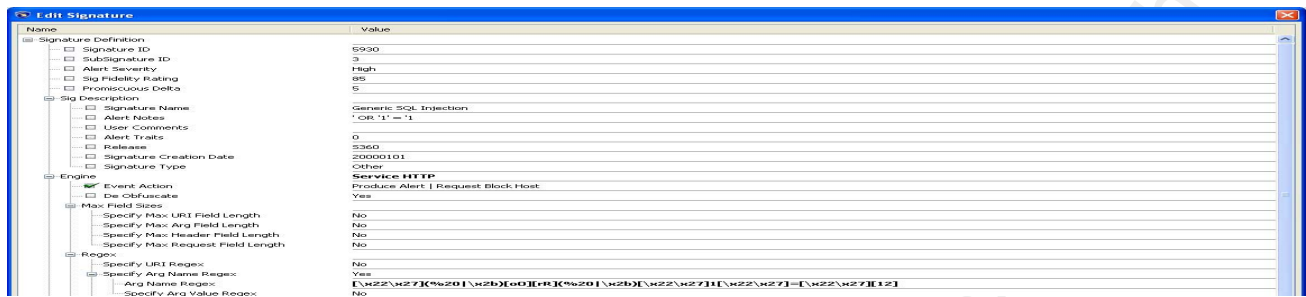 Edit Signature
Name Value
Signature Definition
Signature ID 5930
SubSignature ID 3
Alert Severity High
Sig Fidelity Rating 85
Promiscuous Delta 5
Sig Description
Signature Name Generic SQL Injection
Alert Notes ' OR '1' = '1
User Comments
Alert Traits 0
Release S360
Signature Creation Date 20000101
Signature Type Other
Engine Service HTTP
Event Action Produce Alert | Request Block Host
De Obfuscate Yes
Max Field Sizes
Specify Max URI Field Length No
Specify Max Arg Field Length No
Specify Max Header Field Length No
Specify Max Request Field Length No
Regex
Specify URI Regex No
Specify Arg Name Regex Yes
Arg Name Regex [\x22\x27](%20|\x2b)[oO][rR](%20|\x2b)[\x22\x27]1[\x22\x27]=[\x22\x27][12]
Specify Arg Value Regex No